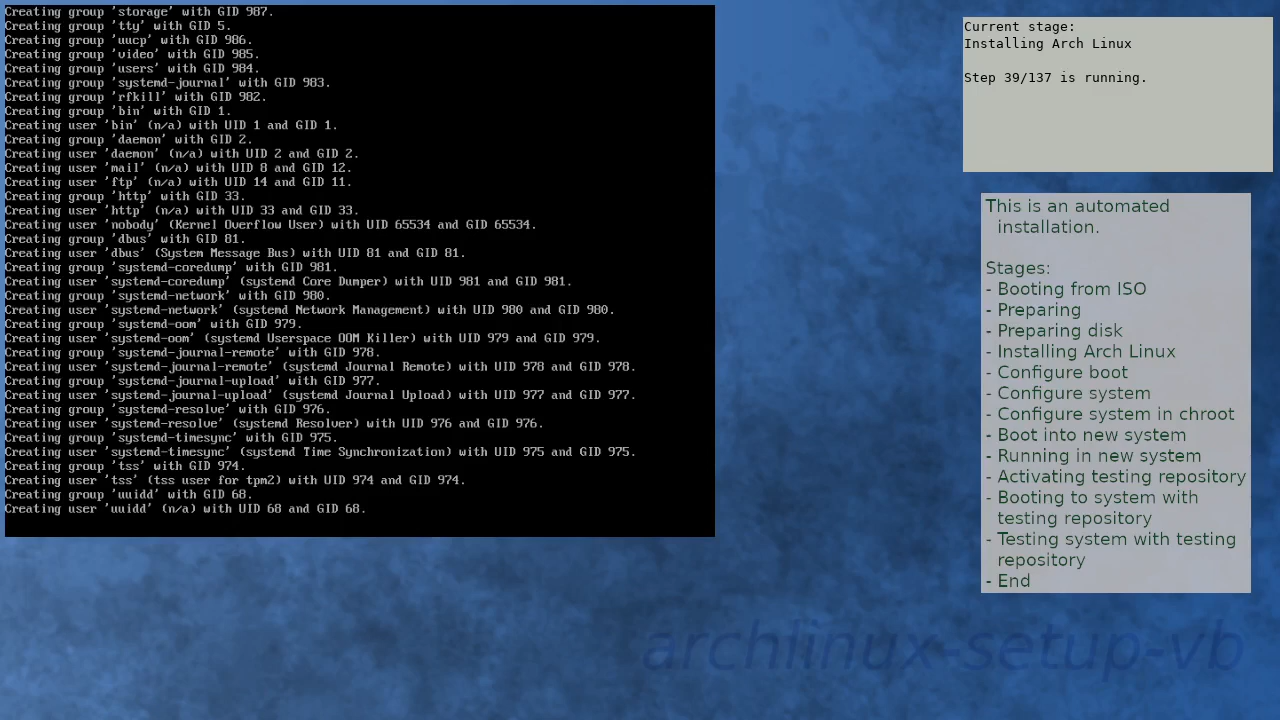 Creating group 'storage' with GID 987.
Creating group 'tty' with GID 5.
Creating group 'uucp' with GID 986.
Creating group 'video' with GID 985.
Creating group 'users' with GID 984.
Creating group 'systemd-journal' with GID 983.
Creating group 'rfkill' with GID 982.
Creating group 'bin' with GID 1.
Creating user 'bin' (n/a) with UID 1 and GID 1.
Creating group 'daemon' with GID 2.
Creating user 'daemon' (n/a) with UID 2 and GID 2.
Creating user 'mail' (n/a) with UID 8 and GID 12.
Creating user 'ftp' (n/a) with UID 14 and GID 11.
Creating group 'http' with GID 33.
Creating user 'http' (n/a) with UID 33 and GID 33.
Creating user 'nobody' (Kernel Overflow User) with UID 65534 and GID 65534.
Creating group 'dbus' with GID 81.
Creating user 'dbus' (System Message Bus) with UID 81 and GID 81.
Creating group 'systemd-coredump' with GID 981.
Creating user 'systemd-coredump' (systemd Core Dumper) with UID 981 and GID 981.
Creating group 'systemd-network' with GID 980.
Creating user 'systemd-network' (systemd Network Management) with UID 980 and GID 980.
Creating group 'systemd-oom' with GID 979.
Creating user 'systemd-oom' (systemd Userspace OOM Killer) with UID 979 and GID 979.
Creating group 'systemd-journal-remote' with GID 978.
Creating user 'systemd-journal-remote' (systemd Journal Remote) with UID 978 and GID 978.
Creating group 'systemd-journal-upload' with GID 977.
Creating user 'systemd-journal-upload' (systemd Journal Upload) with UID 977 and GID 977.
Creating group 'systemd-resolve' with GID 976.
Creating user 'systemd-resolve' (systemd Resolver) with UID 976 and GID 976.
Creating group 'systemd-timesync' with GID 975.
Creating user 'systemd-timesync' (systemd Time Synchronization) with UID 975 and GID 975.
Creating group 'tss' with GID 974.
Creating user 'tss' (tss user for tpm2) with UID 974 and GID 974.
Creating group 'uuidd' with GID 68.
Creating user 'uuidd' (n/a) with UID 68 and GID 68.
Current stage:
Installing Arch Linux
Step 39/137 is running.
This is an automated
installation.
Stages:
- Booting from ISO
- Preparing
- Preparing disk
- Installing Arch Linux
- Configure boot
- Configure system
- Configure system in chroot
- Boot into new system
- Running in new system
- Activating testing repository
- Booting to system with
testing repository
- Testing system with testing
repository
- End
archlinux-setup-vb